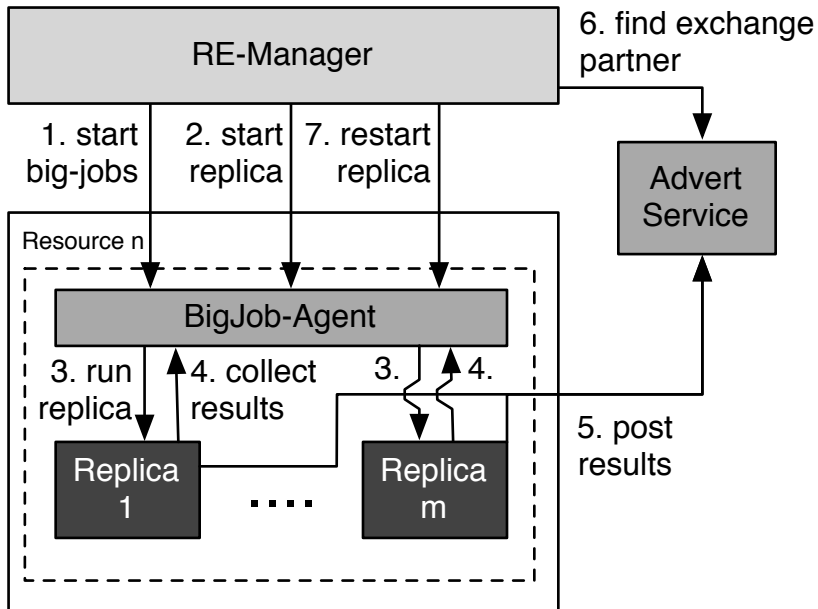 RE-Manager
6. find exchange
partner
1. start
big-jobs
2. start
replica
7. restart
replica
Advert
Service
Resource n
BigJob-Agent
3. run
replica
4. collect
results
3.
4.
5. post
results
Replica
1
....
Replica
m